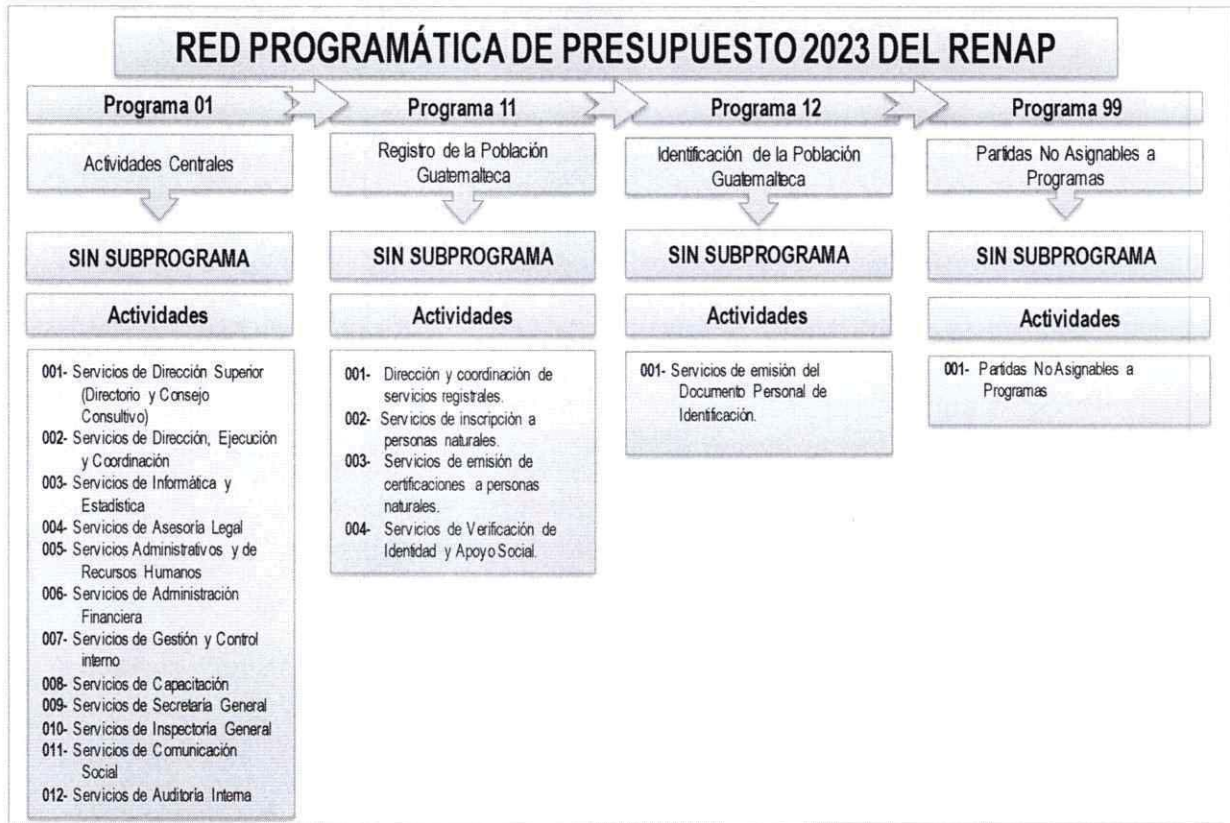 RED PROGRAMÁTICA DE PRESUPUESTO 2023 DEL RENAP
Programa 01
Actividades Centrales
SIN SUBPROGRAMA
Actividades
001- Servicios de Dirección Superior
(Directorio y Consejo
Consultivo)
002- Servicios de Dirección, Ejecución
y Coordinación
003- Servicios de Informática y
Estadística
004- Servicios de Asesoría Legal
005- Servicios Administrativos y de
Recursos Humanos
006- Servicios de Administración
Financiera
007- Servicios de Gestión y Control
interno
008- Servicios de Capacitación
009- Servicios de Secretaría General
010- Servicios de Inspectoría General
011- Servicios de Comunicación
Social
012- Servicios de Auditoría Interna
Programa 11
Registro de la Población
Guatemalteca
SIN SUBPROGRAMA
Actividades
001- Dirección y coordinación de
servicios registrales.
002- Servicios de inscripción a
personas naturales.
003- Servicios de emisión de
certificaciones a personas
naturales.
004- Servicios de Verificación de
Identidad y Apoyo Social.
Programa 12
Identificación de la Población
Guatemalteca
SIN SUBPROGRAMA
Actividades
001- Servicios de emisión del
Documento Personal de
Identificación.
Programa 99
Partidas No Asignables a
Programas
SIN SUBPROGRAMA
Actividades
001- Partidas No Asignables a
Programas